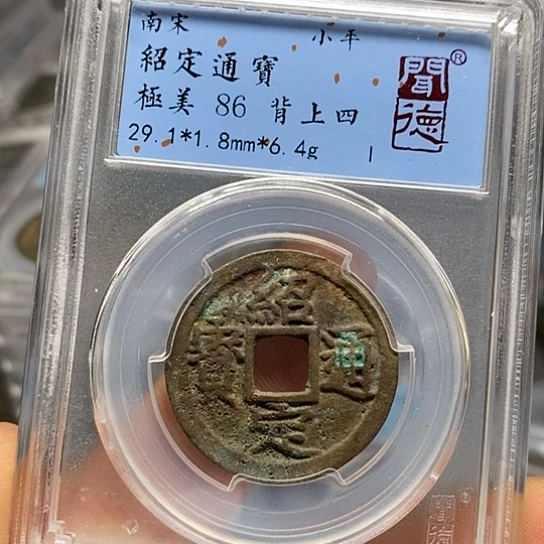 南宋 小平
紹定通寶
極美 86 背上四
29.1*1.8mm*6.4g
聞德®
紹定通寶